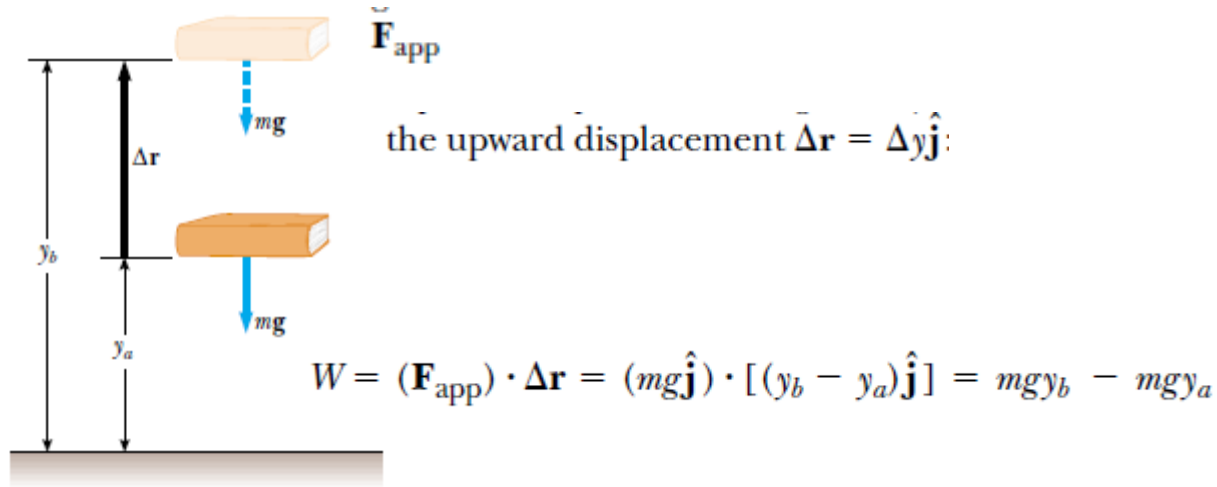 F_app
mg
the upward displacement Δr = Δyĵ:
Δr
y_b
mg
y_a
W = (F_app) · Δr = (mgĵ) · [(y_b − y_a)ĵ] = mgy_b − mgy_a